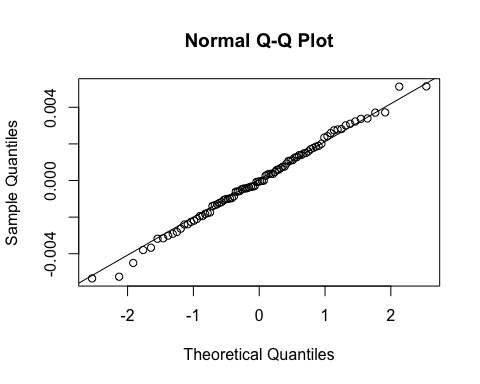 Normal Q-Q Plot
Sample Quantiles
0.004
0.000
-0.004
-2
-1
0
1
2
Theoretical Quantiles